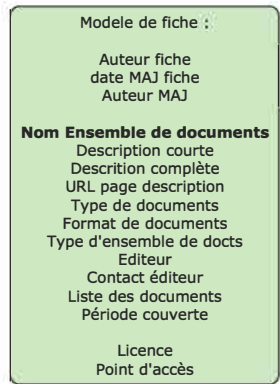 Modele de fiche :
Auteur fiche
date MAJ fiche
Auteur MAJ
Nom Ensemble de documents
Description courte
Descrition complète
URL page description
Type de documents
Format de documents
Type d'ensemble de docts
Editeur
Contact éditeur
Liste des documents
Période couverte
Licence
Point d'accès